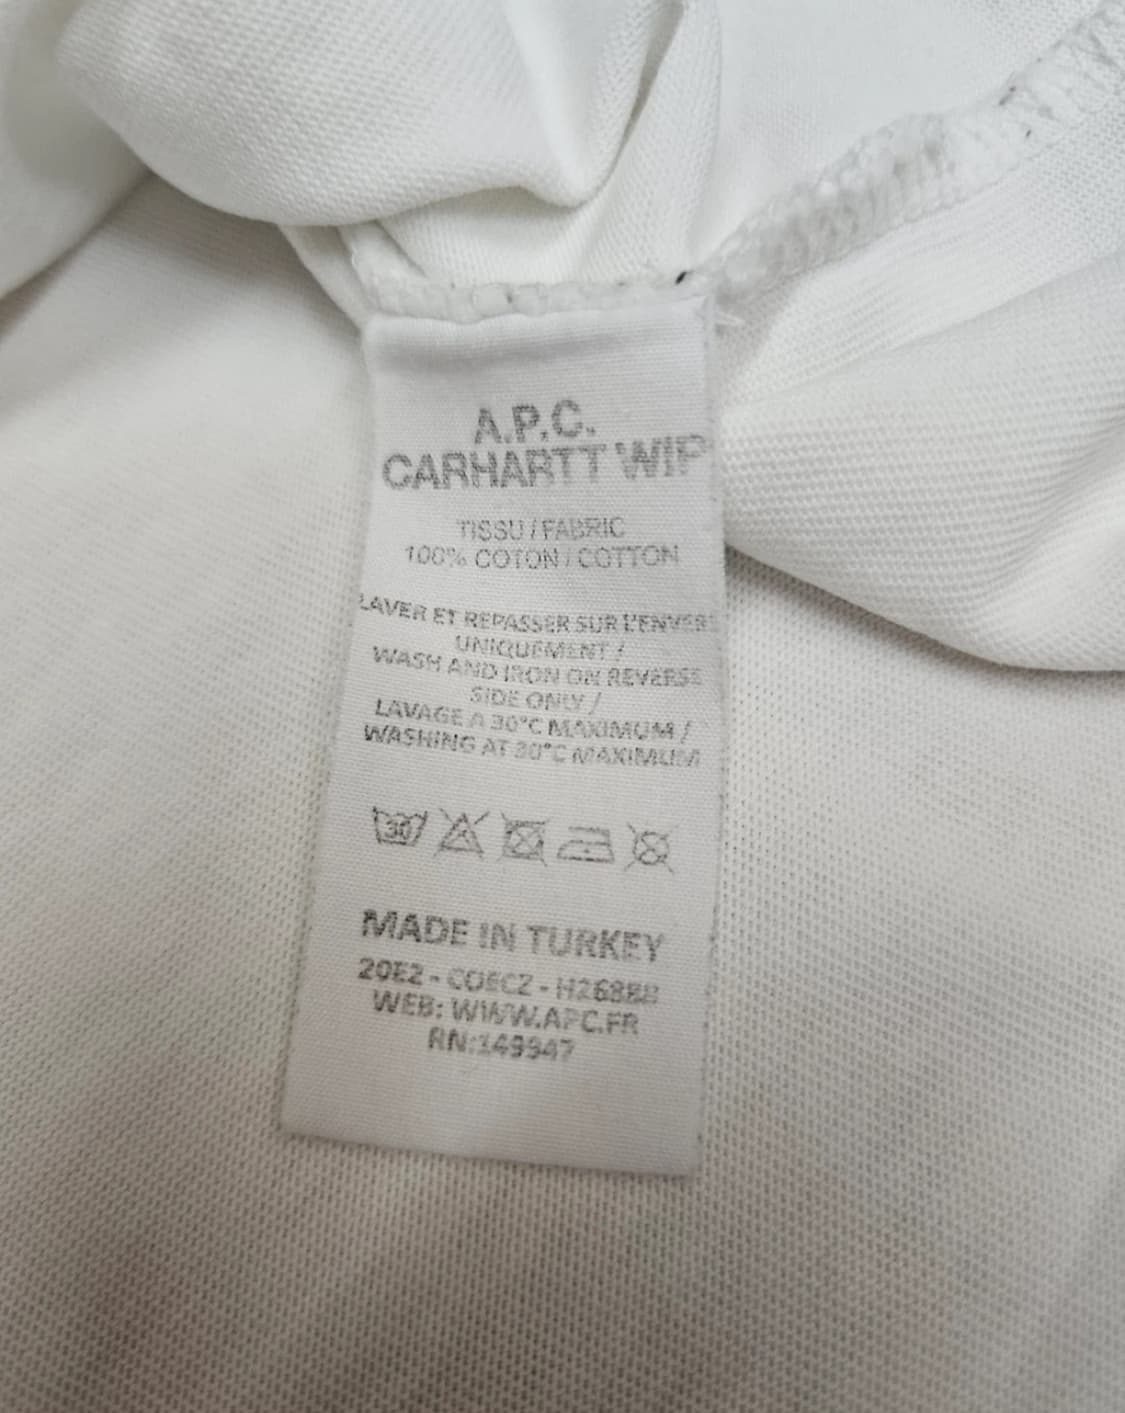 A.P.C.
CARHARTT WIP
TISSU / FABRIC
100% COTON / COTTON
LAVER ET REPASSER SUR L'ENVERS
UNIQUEMENT /
WASH AND IRON ON REVERSE
SIDE ONLY /
LAVAGE A 30°C MAXIMUM /
WASHING AT 30°C MAXIMUM
30
MADE IN TURKEY
20E2 - COECZ -
WEB: WWW.APC.FR
RN:149947